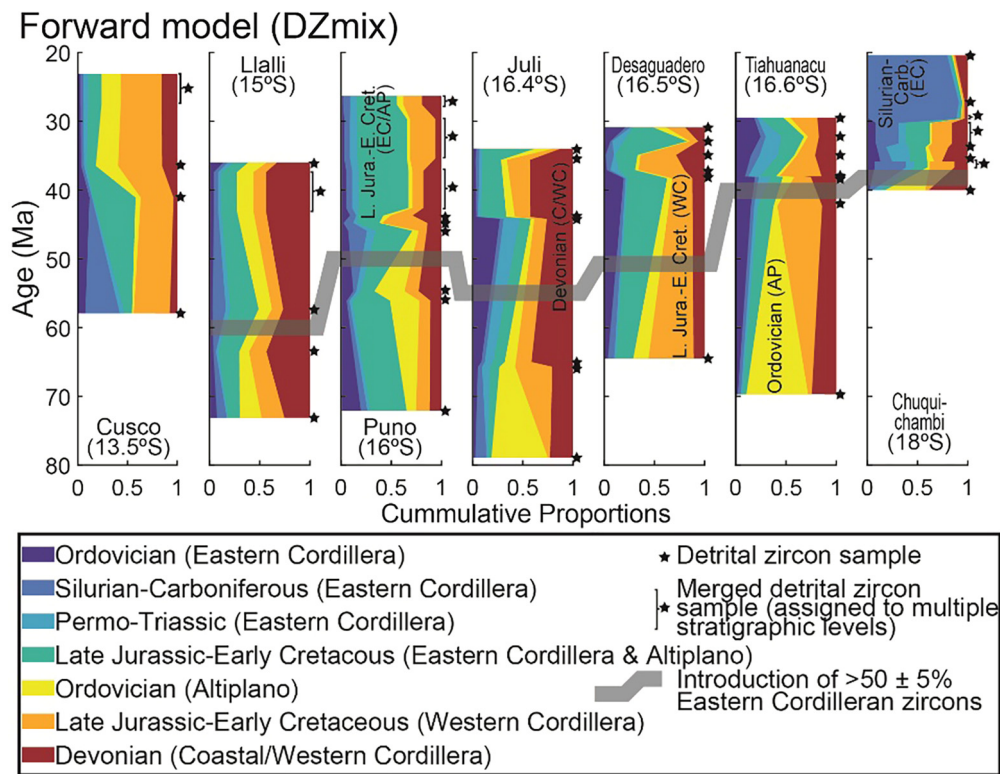 Forward model (DZmix)
20
30
40
50
60
70
80
Age (Ma)
Cusco
(13.5ºS)
Llalli
(15ºS)
L. Jura.-E. Cret.
(EC/AP)
Puno
(16ºS)
Juli
(16.4ºS)
Devonian (C/WC)
Desaguadero
(16.5ºS)
L. Jura.-E. Cret. (WC)
Tiahuanacu
(16.6ºS)
Ordovician (AP)
Silurian-
Carb.
(EC)
Chuqui-
chambi
(18ºS)
0 0.5 1 0 0.5 1 0 0.5 1 0 0.5 1 0 0.5 1 0 0.5 1 0 0.5 1
Cummulative Proportions
Ordovician (Eastern Cordillera)
Silurian-Carboniferous (Eastern Cordillera)
Permo-Triassic (Eastern Cordillera)
Late Jurassic-Early Cretacous (Eastern Cordillera & Altiplano)
Ordovician (Altiplano)
Late Jurassic-Early Cretaceous (Western Cordillera)
Devonian (Coastal/Western Cordillera)
Detrital zircon sample
Merged detrital zircon
sample (assigned to multiple
stratigraphic levels)
Introduction of >50 ± 5%
Eastern Cordilleran zircons